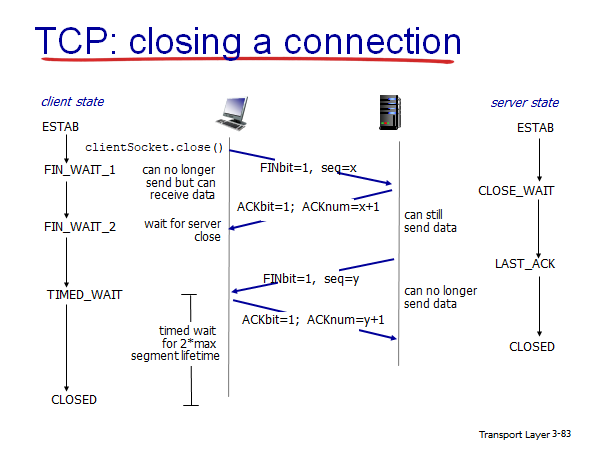 TCP: closing a connection
client state
server state
ESTAB
ESTAB
clientSocket.close()
FIN_WAIT_1
can no longer
send but can
receive data
FINbit=1, seq=x
CLOSE_WAIT
ACKbit=1; ACKnum=x+1
FIN_WAIT_2
wait for server
close
can still
send data
LAST_ACK
FINbit=1, seq=y
TIMED_WAIT
can no longer
send data
ACKbit=1; ACKnum=y+1
timed wait
for 2*max
segment lifetime
CLOSED
CLOSED
Transport Layer 3-83